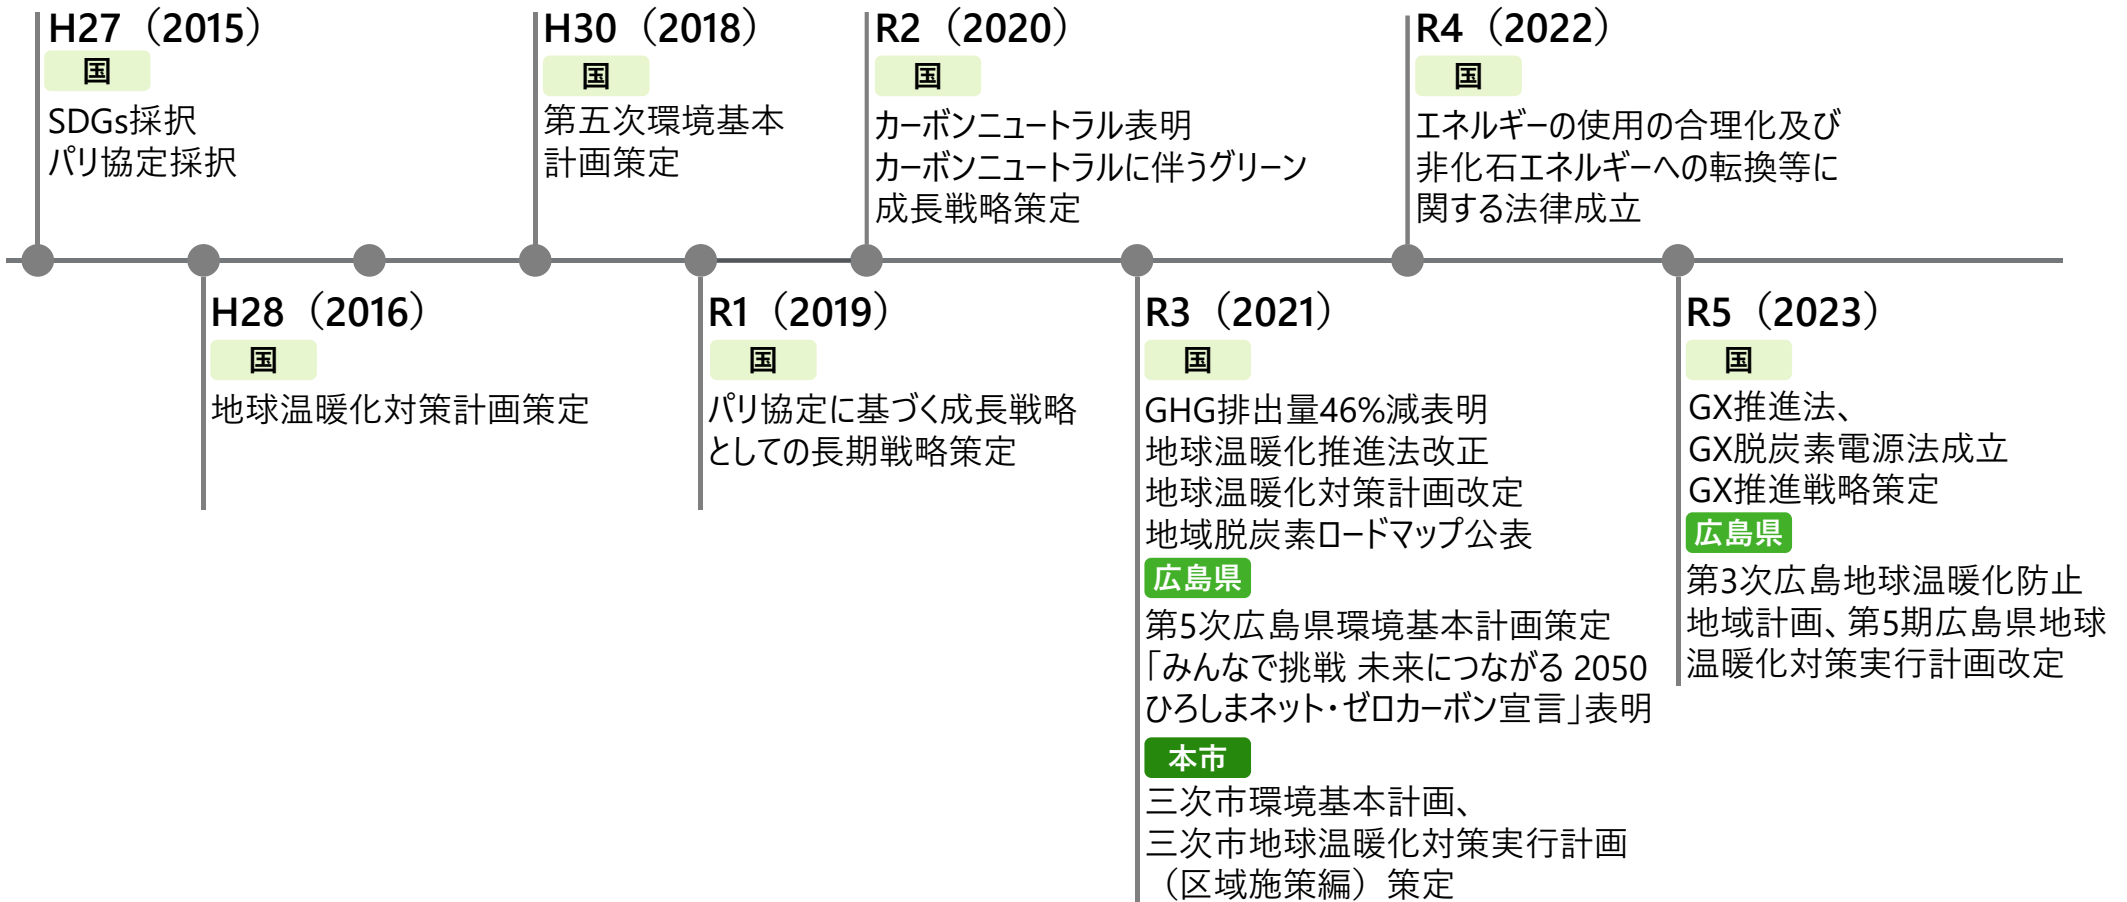 H27（2015）
国
SDGs採択
パリ協定採択
H28（2016）
国
地球温暖化対策計画策定
H30（2018）
国
第五次環境基本
計画策定
R1（2019）
国
パリ協定に基づく成長戦略
としての長期戦略策定
R2（2020）
国
カーボンニュートラル表明
カーボンニュートラルに伴うグリーン
成長戦略策定
R3（2021）
国
GHG排出量46%減表明
地球温暖化推進法改正
地球温暖化対策計画改定
地域脱炭素ロードマップ公表
広島県
第5次広島県環境基本計画策定
「みんなで挑戦 未来につながる 2050
ひろしまネット・ゼロカーボン宣言」表明
本市
三次市環境基本計画、
三次市地球温暖化対策実行計画
（区域施策編）策定
R4（2022）
国
エネルギーの使用の合理化及び
非化石エネルギーへの転換等に
関する法律成立
R5（2023）
国
GX推進法、
GX脱炭素電源法成立
GX推進戦略策定
広島県
第3次広島地球温暖化防止
地域計画、第5期広島県地球
温暖化対策実行計画改定